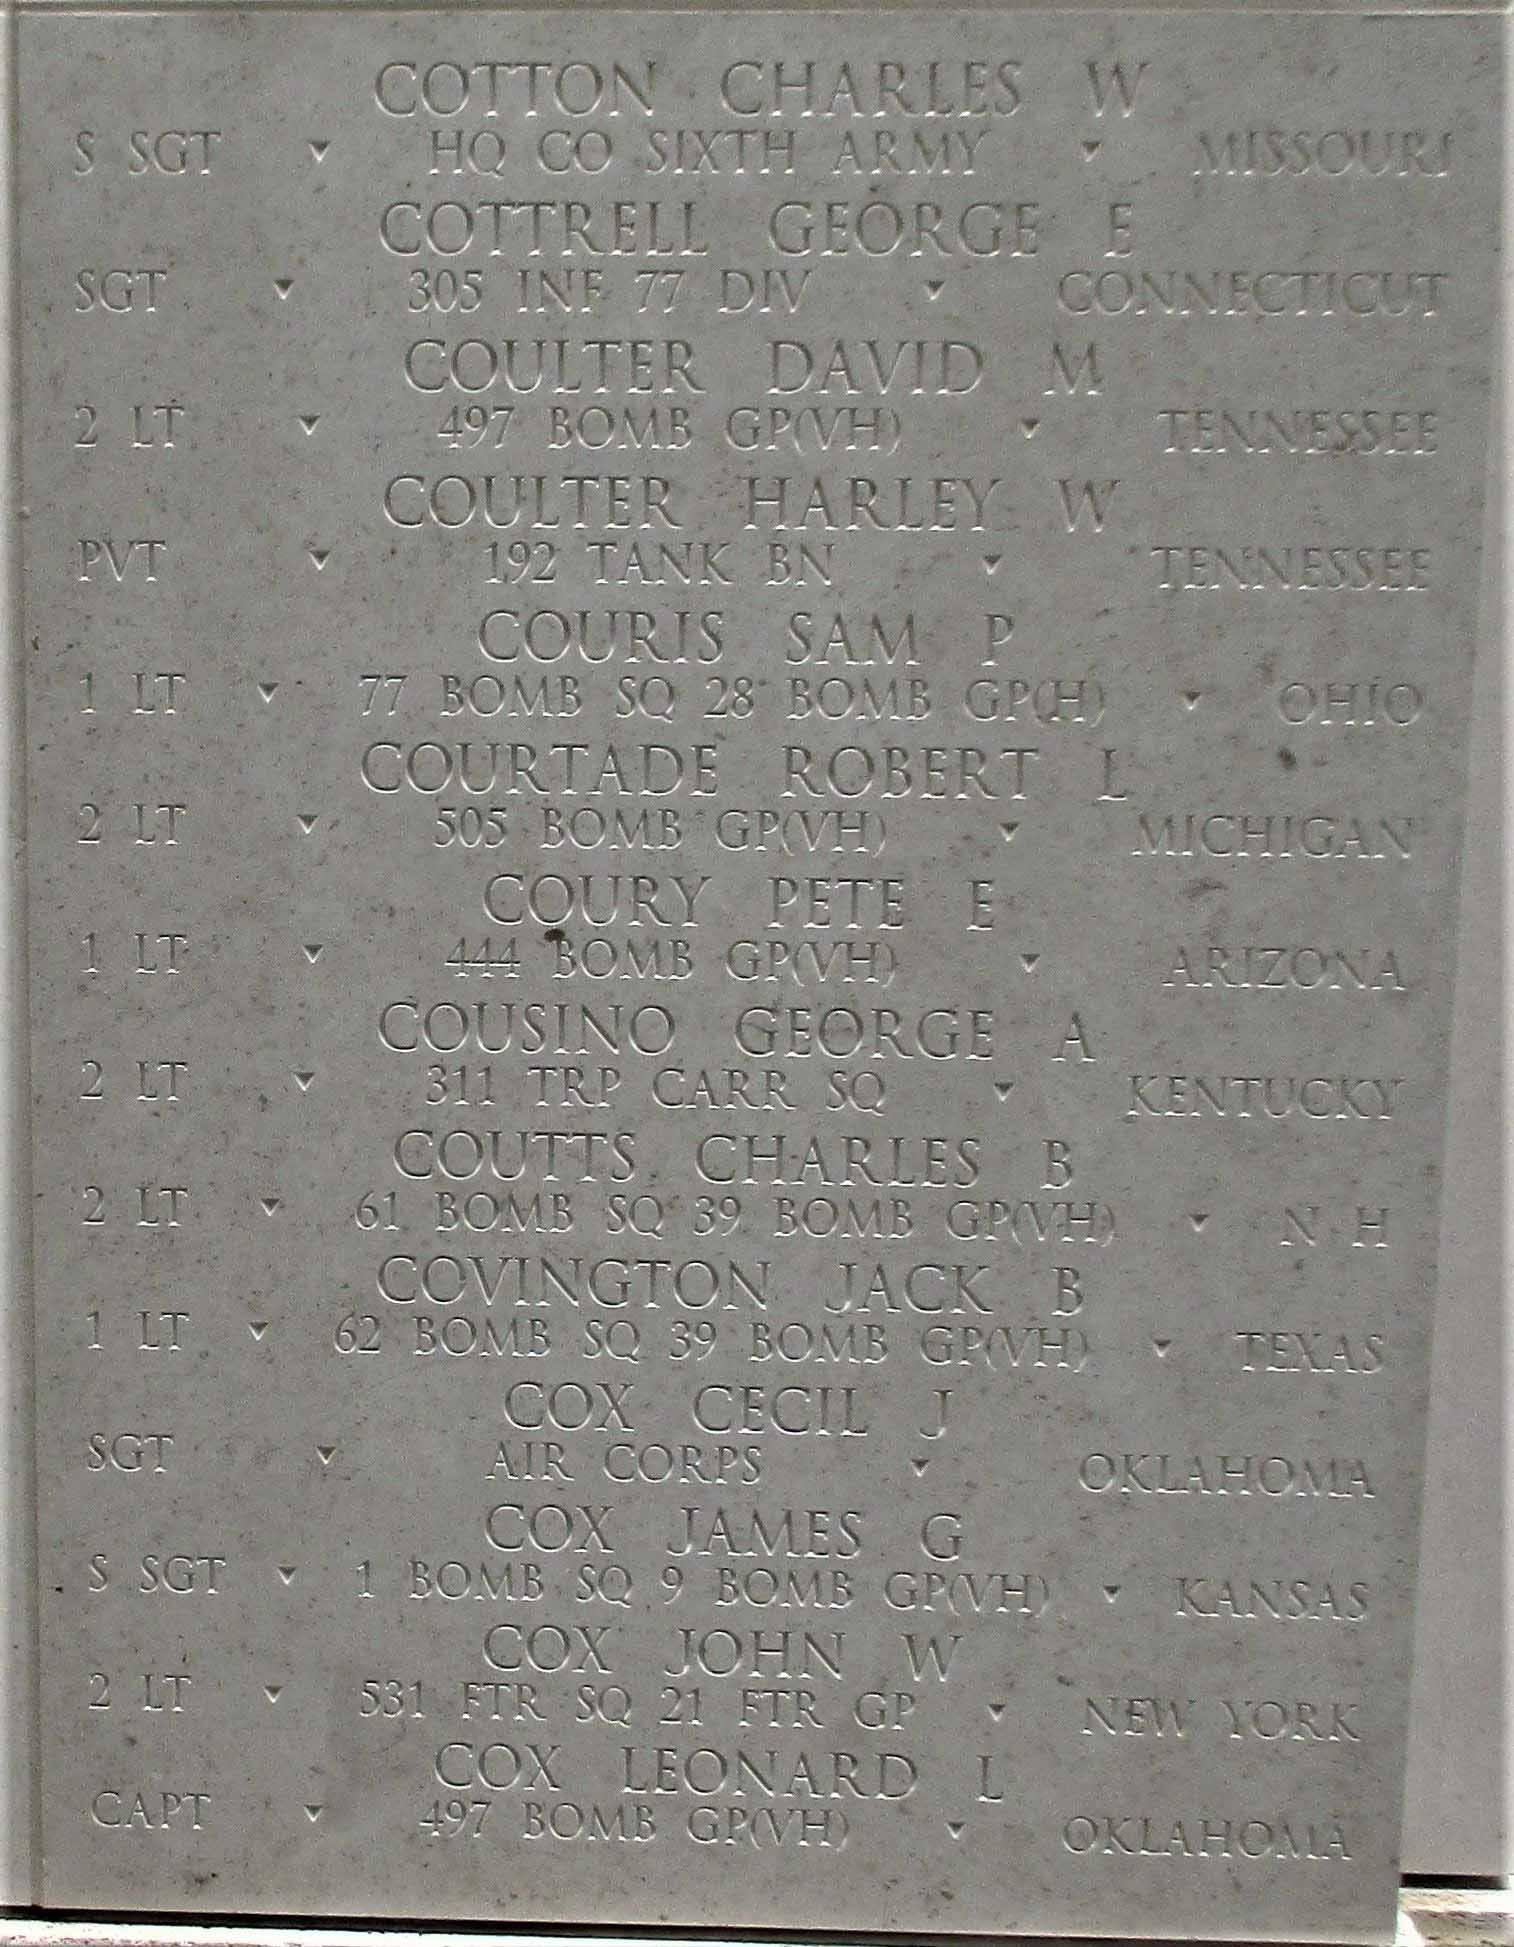 COTTON CHARLES W
S SGT ▾ HQ CO SIXTH ARMY ▾ MISSOURI
COTTRELL GEORGE E
SGT ▾ 305 INF 77 DIV ▾ CONNECTICUT
COULTER DAVID M
2 LT ▾ 497 BOMB GP(VH) ▾ TENNESSEE
COULTER HARLEY W
PVT ▾ 192 TANK BN ▾ TENNESSEE
COURIS SAM P
1 LT ▾ 77 BOMB SQ 28 BOMB GP(H) ▾ OHIO
COURTADE ROBERT L
2 LT ▾ 505 BOMB GP(VH) ▾ MICHIGAN
COURY PETE E
1 LT ▾ 444 BOMB GP(VH) ▾ ARIZONA
COUSINO GEORGE A
2 LT ▾ 311 TRP CARR SQ ▾ KENTUCKY
COUTTS CHARLES B
2 LT ▾ 61 BOMB SQ 39 BOMB GP(VH) ▾ N H
COVINGTON JACK B
1 LT ▾ 62 BOMB SQ 39 BOMB GP(VH) ▾ TEXAS
COX CECIL J
SGT ▾ AIR CORPS ▾ OKLAHOMA
COX JAMES G
S SGT ▾ 1 BOMB SQ 9 BOMB GP(VH) ▾ KANSAS
COX JOHN W
2 LT ▾ 531 FTR SQ 21 FTR GP ▾ NEW YORK
COX LEONARD L
CAPT ▾ 497 BOMB GP(VH) ▾ OKLAHOMA